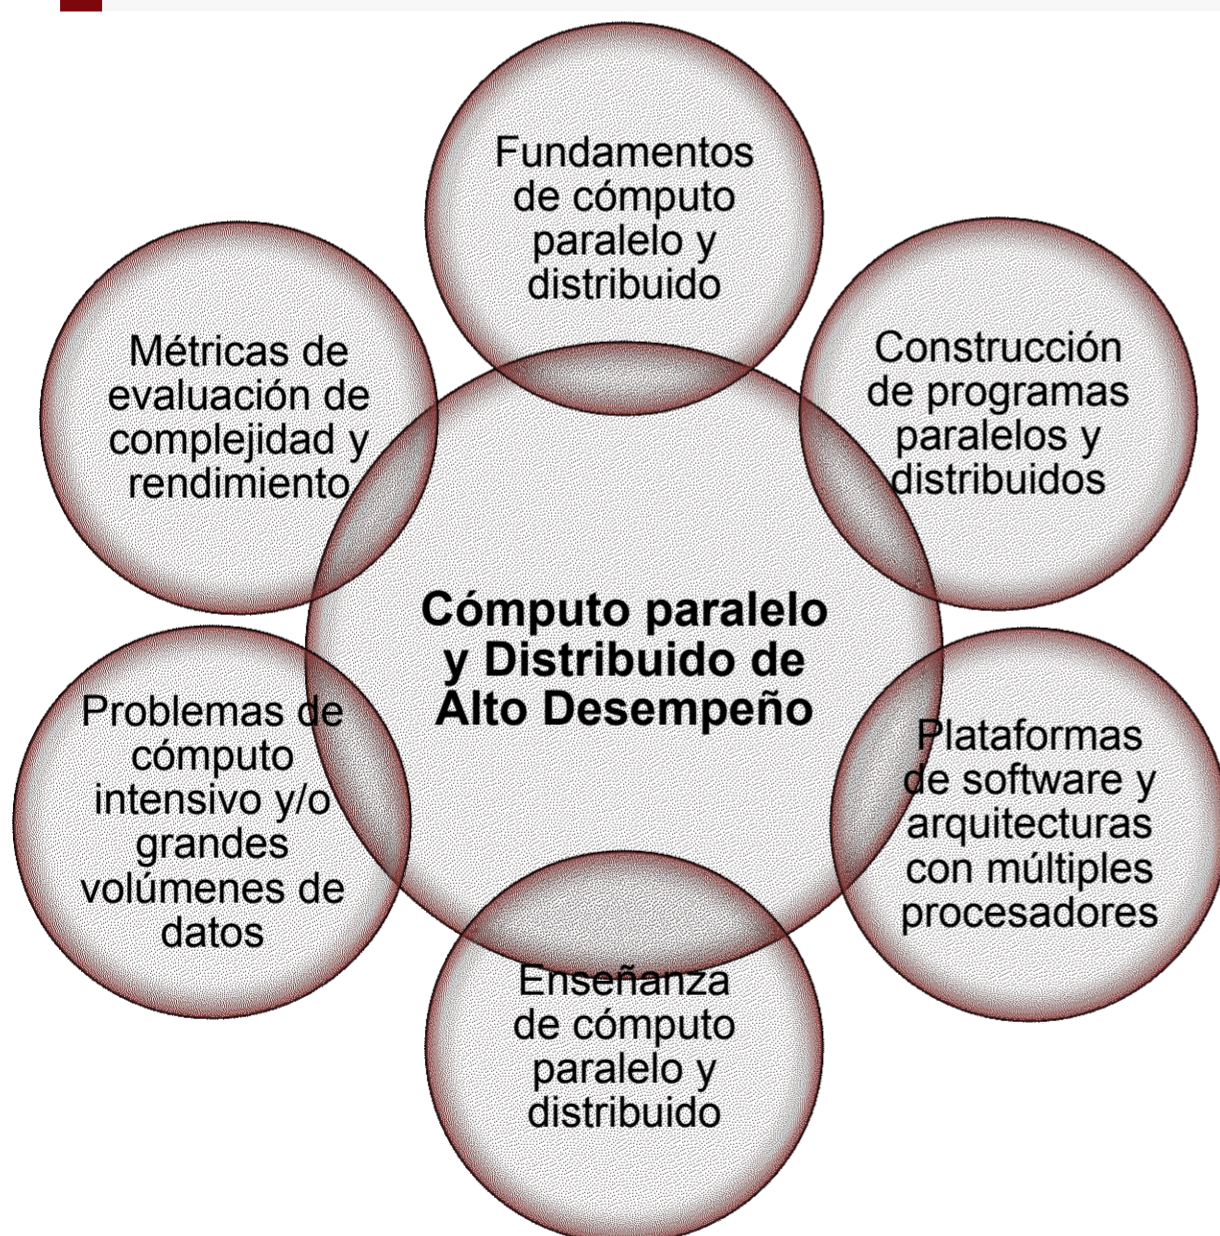 Fundamentos
de cómputo
paralelo y
distribuido
Construcción
de programas
paralelos y
distribuidos
Plataformas
de software y
arquitecturas
con múltiples
procesadores
Enseñanza
de cómputo
paralelo y
distribuido
Problemas de
cómputo
intensivo y/o
grandes
volúmenes de
datos
Métricas de
evaluación de
complejidad y
rendimiento
Cómputo paralelo
y Distribuido de
Alto Desempeño